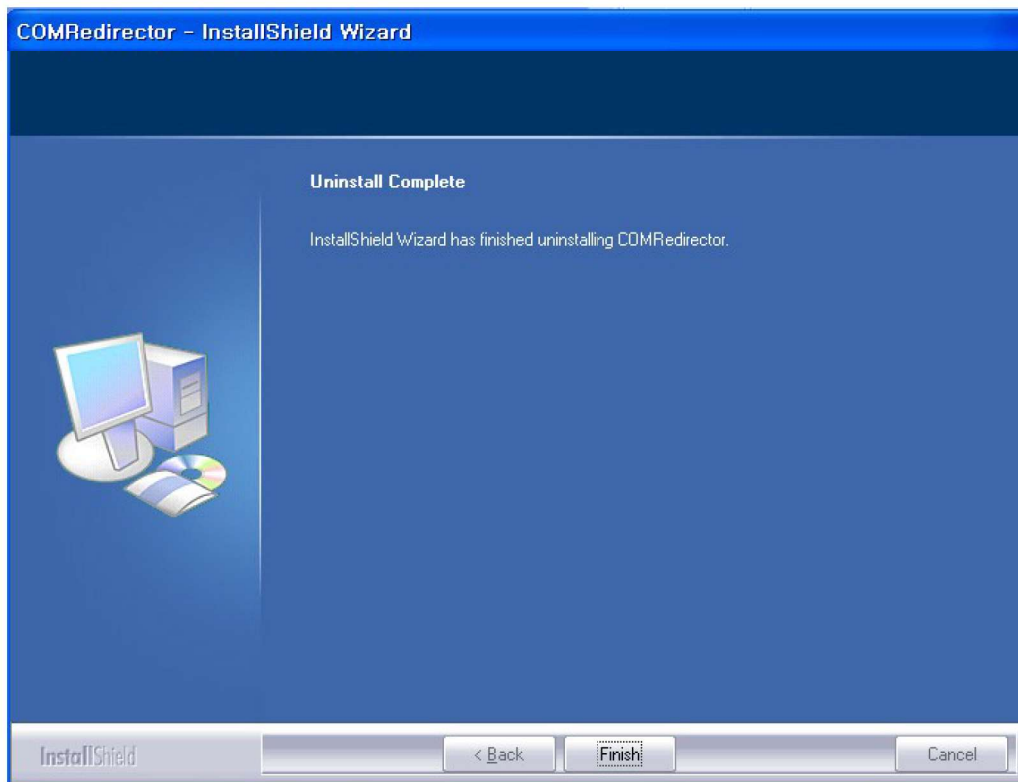 COMRedirector - InstallShield Wizard
Uninstall Complete
InstallShield Wizard has finished uninstalling COMRedirector.
InstallShield
< Back
Finish
Cancel